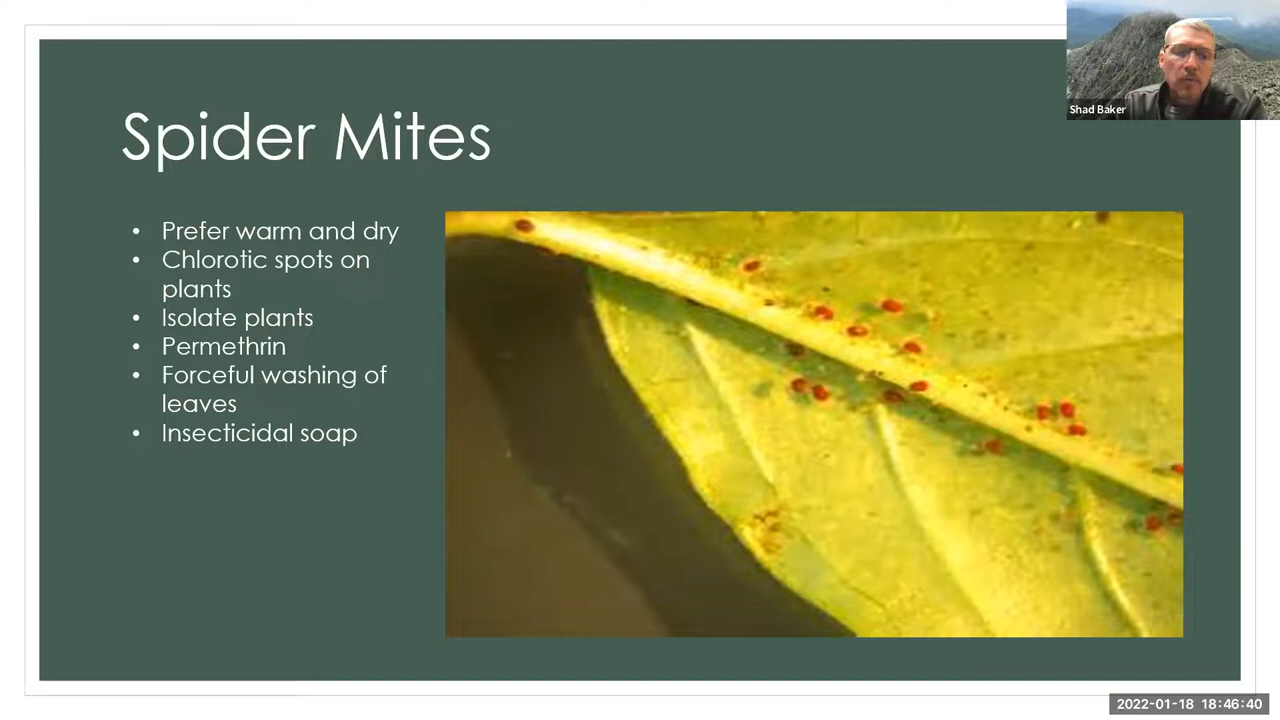 Shad Baker
Spider Mites
• Prefer warm and dry
• Chlorotic spots on
plants
• Isolate plants
• Permethrin
• Forceful washing of
leaves
• Insecticidal soap
2022-01-18 18:46:40